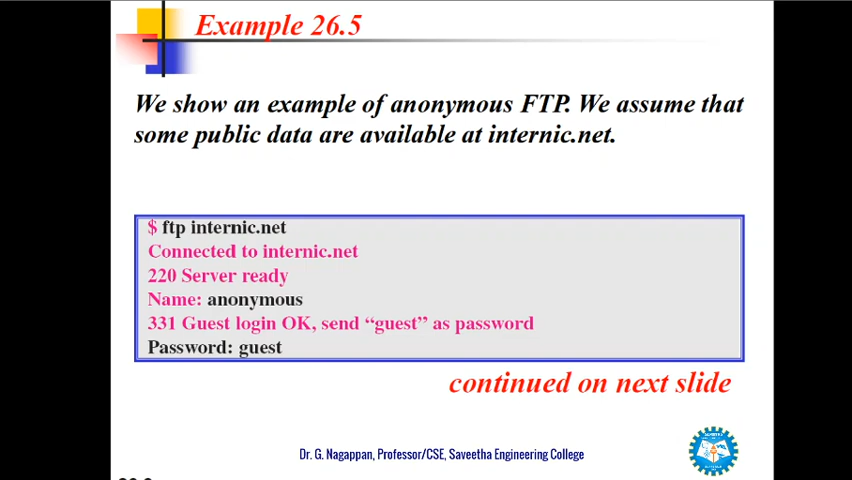 Example 26.5
We show an example of anonymous FTP. We assume that
some public data are available at internic.net.
$ ftp internic.net
Connected to internic.net
220 Server ready
Name: anonymous
331 Guest login OK, send “guest” as password
Password: guest
continued on next slide
Dr. G. Nagappan, Professor/CSE, Saveetha Engineering College